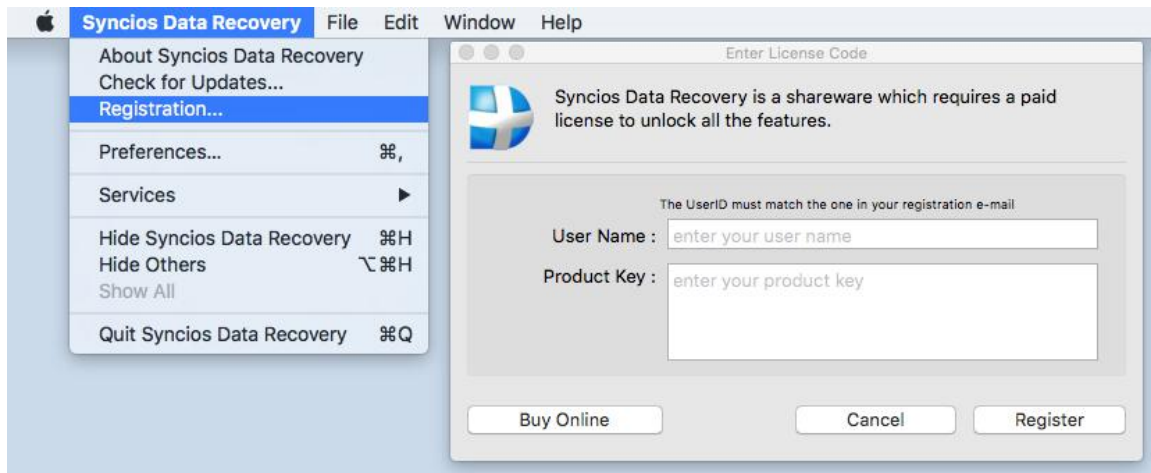 Syncios Data Recovery File Edit Window Help
About Syncios Data Recovery
Check for Updates...
Registration...
Preferences... ⌘,
Services ▶
Hide Syncios Data Recovery ⌘H
Hide Others ⌥⌘H
Show All
Quit Syncios Data Recovery ⌘Q
Enter License Code
Syncios Data Recovery is a shareware which requires a paid
license to unlock all the features.
The UserID must match the one in your registration e-mail
User Name : enter your user name
Product Key : enter your product key
Buy Online Cancel Register